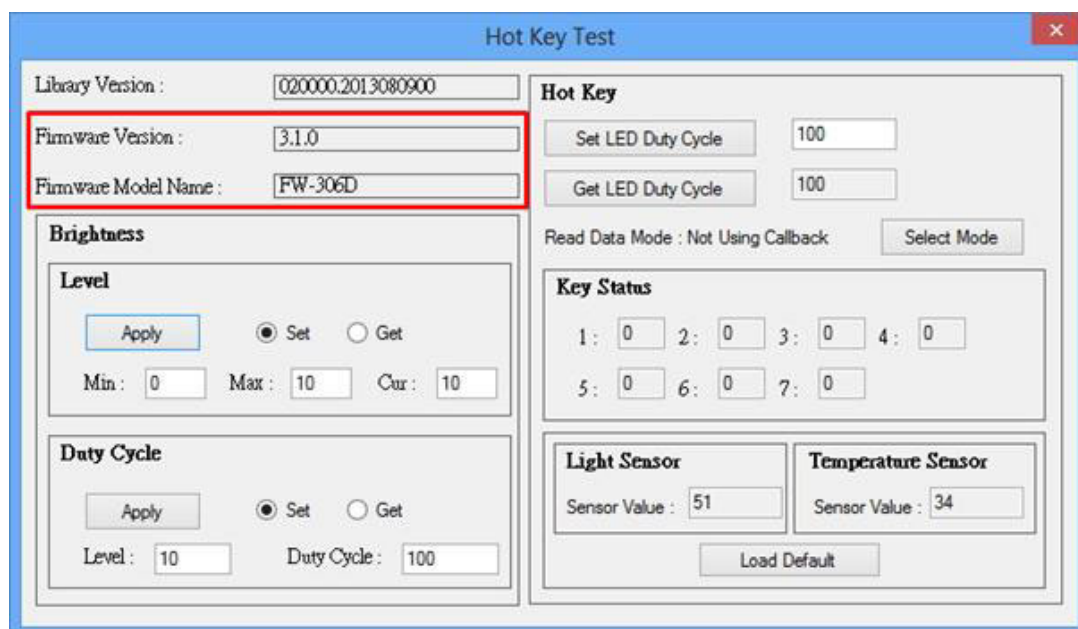 Hot Key Test
Library Version : 020000.2013080900
Firmware Version : 3.1.0
Firmware Model Name : FW-306D
Brightness
Level
Apply Set Get
Min : 0 Max : 10 Cur : 10
Duty Cycle
Apply Set Get
Level : 10 Duty Cycle : 100
Hot Key
Set LED Duty Cycle 100
Get LED Duty Cycle 100
Read Data Mode : Not Using Callback Select Mode
Key Status
1 : 0 2 : 0 3 : 0 4 : 0
5 : 0 6 : 0 7 : 0
Light Sensor
Sensor Value : 51
Temperature Sensor
Sensor Value : 34
Load Default